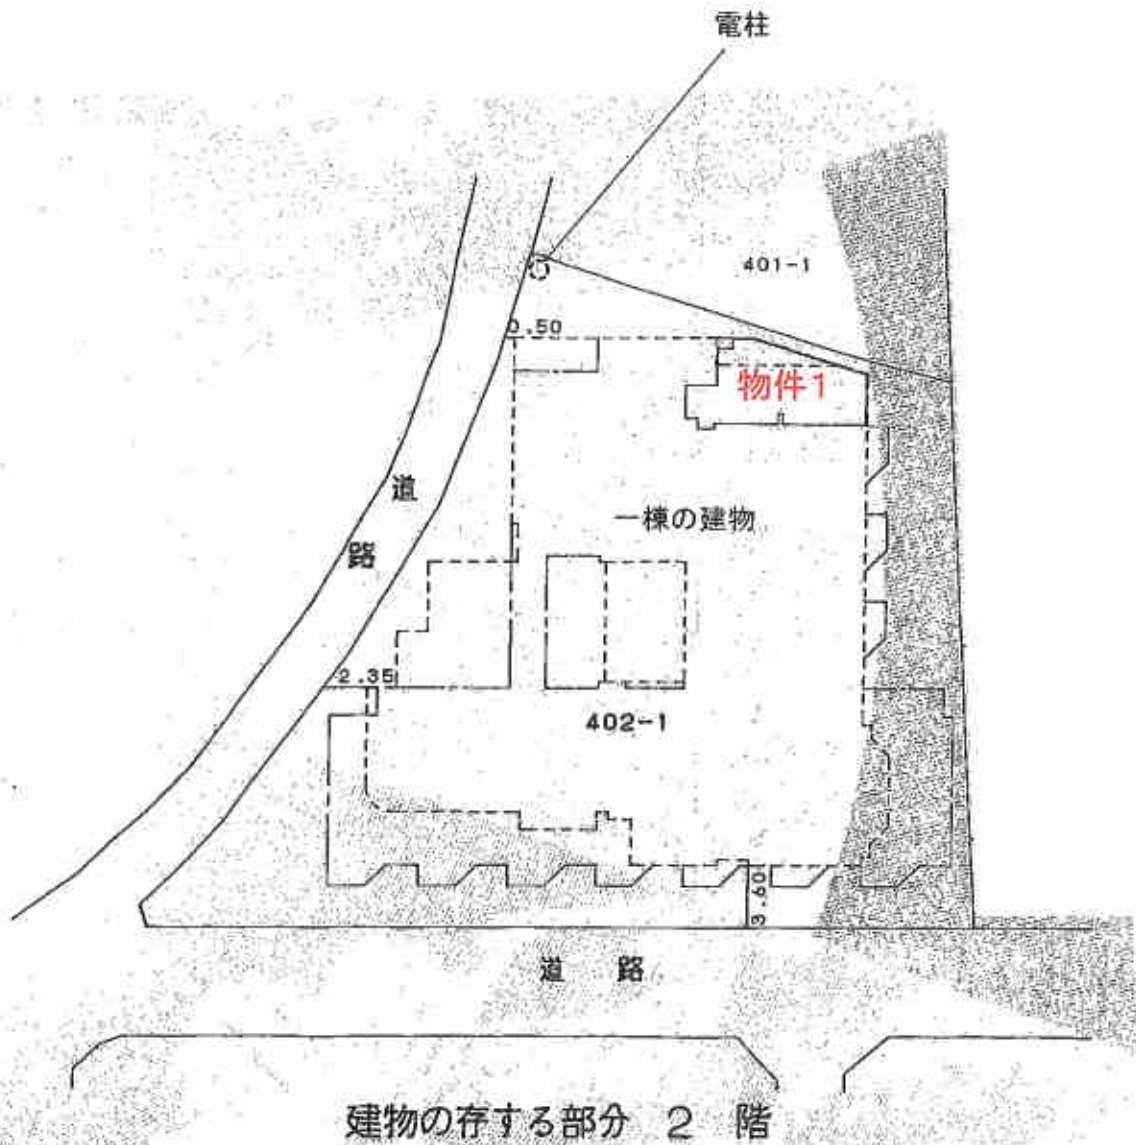 電柱
401-1
0.50
物件1
道
路
一棟の建物
2.35
402-1
3.60
道 路
建物の存する部分 2 階